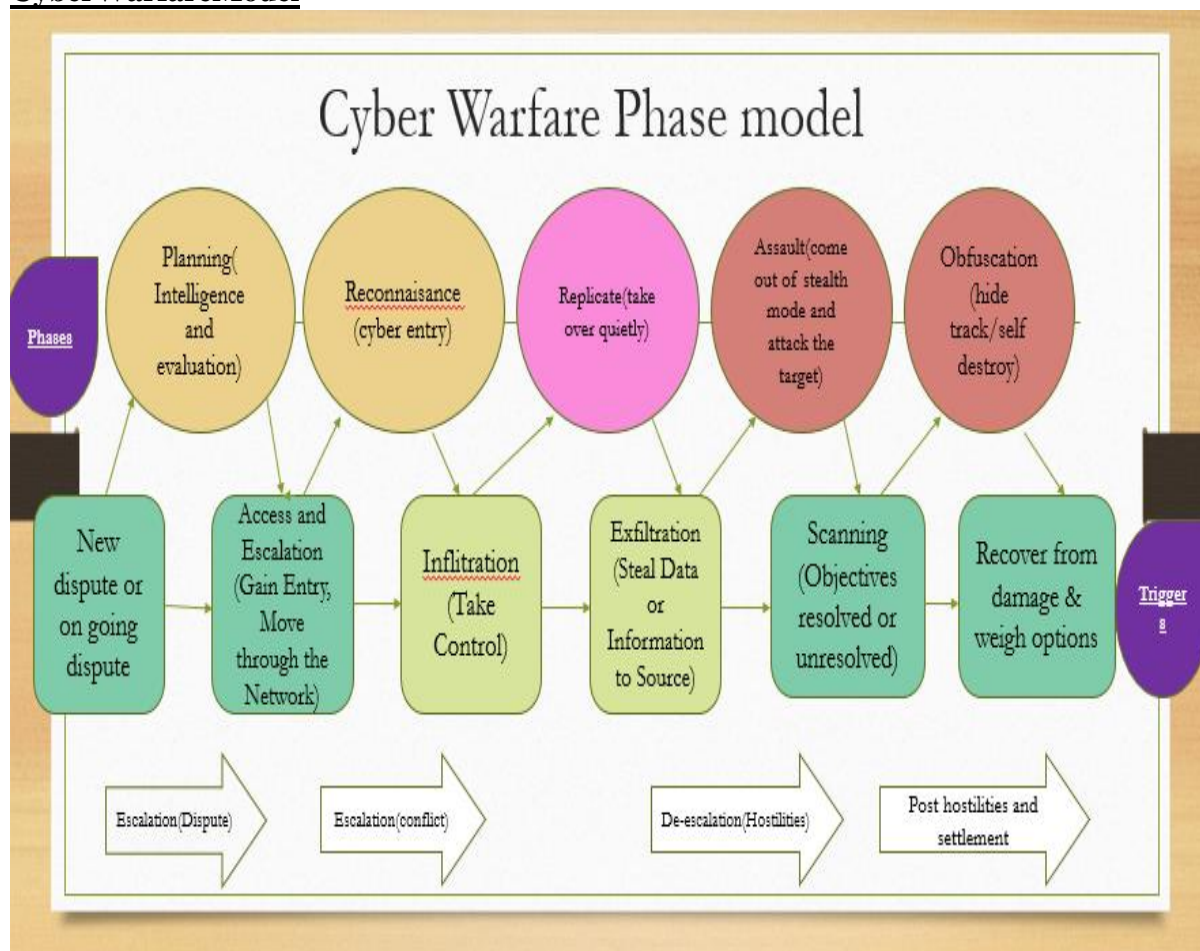 Cyber Warfare Model
Cyber Warfare Phase model
Phases
Planning(
Intelligence
and
evaluation)
Reconnaisance
(cyber entry)
Replicate(take
over quietly)
Assault(come
out of stealth
mode and
attack the
target)
Obfuscation
(hide
track/self
destroy)
New
dispute or
on going
dispute
Access and
Escalation
(Gain Entry,
Move
through the
Network)
Inflitration
(Take
Control)
Exfiltration
(Steal Data
or
Information
to Source)
Scanning
(Objectives
resolved or
unresolved)
Recover from
damage &
weigh options
Trigger
s
Escalation(Dispute)
Escalation(conflict)
De-escalation(Hostilities)
Post hostilities and
settlement